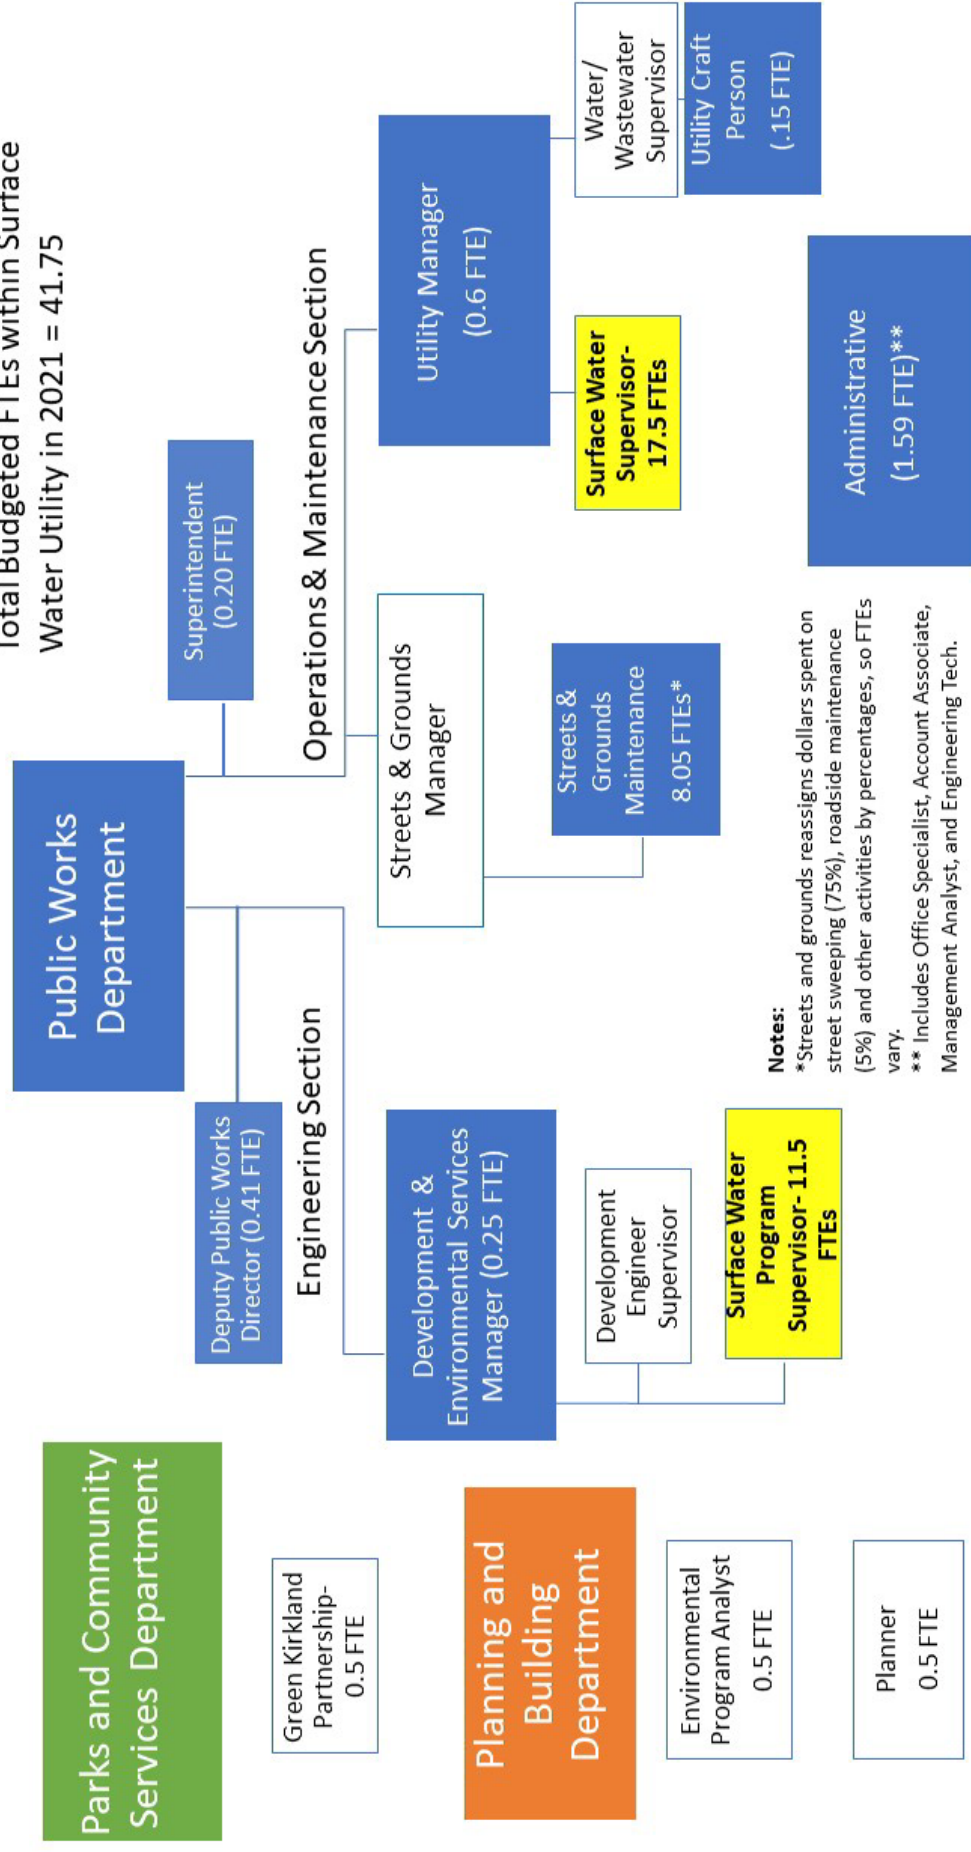 Total Budgeted FTEs within Surface
Water Utility in 2021 = 41.75
Parks and Community
Services Department
Public Works
Department
Superintendent
(0.20 FTE)
Deputy Public Works
Director (0.41 FTE)
Green Kirkland
Partnership-
0.5 FTE
Engineering Section
Operations & Maintenance Section
Development &
Environmental Services
Manager (0.25 FTE)
Streets & Grounds
Manager
Utility Manager
(0.6 FTE)
Planning and
Building
Department
Development
Engineer
Supervisor
Streets &
Grounds
Maintenance
8.05 FTEs*
Surface Water
Supervisor-
17.5 FTEs
Water/
Wastewater
Supervisor
Utility Craft
Person
(.15 FTE)
Environmental
Program Analyst
0.5 FTE
Surface Water
Program
Supervisor- 11.5
FTEs
Planner
0.5 FTE
Notes:
*Streets and grounds reassigns dollars spent on
street sweeping (75%), roadside maintenance
(5%) and other activities by percentages, so FTEs
vary.
** Includes Office Specialist, Account Associate,
Management Analyst, and Engineering Tech.
Administrative
(1.59 FTE)**